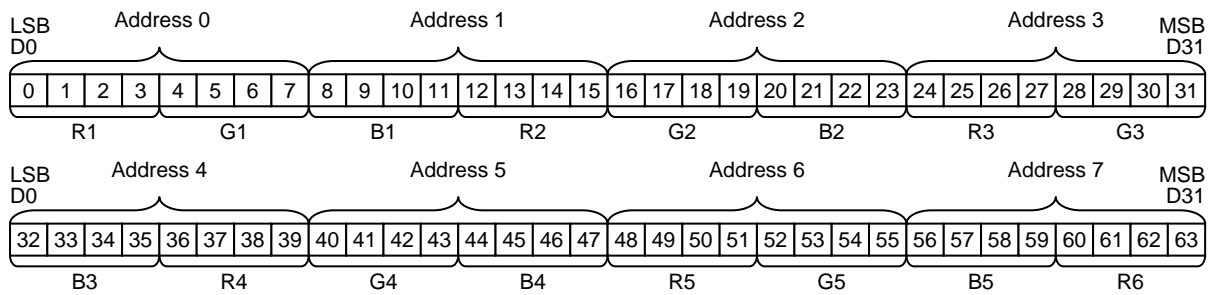 LSB Address 0 Address 1 Address 2 Address 3 MSB
D0 D31
0 1 2 3 4 5 6 7 8 9 10 11 12 13 14 15 16 17 18 19 20 21 22 23 24 25 26 27 28 29 30 31
R1 G1 B1 R2 G2 B2 R3 G3
LSB Address 4 Address 5 Address 6 Address 7 MSB
D0 D31
32 33 34 35 36 37 38 39 40 41 42 43 44 45 46 47 48 49 50 51 52 53 54 55 56 57 58 59 60 61 62 63
B3 R4 G4 B4 R5 G5 B5 R6